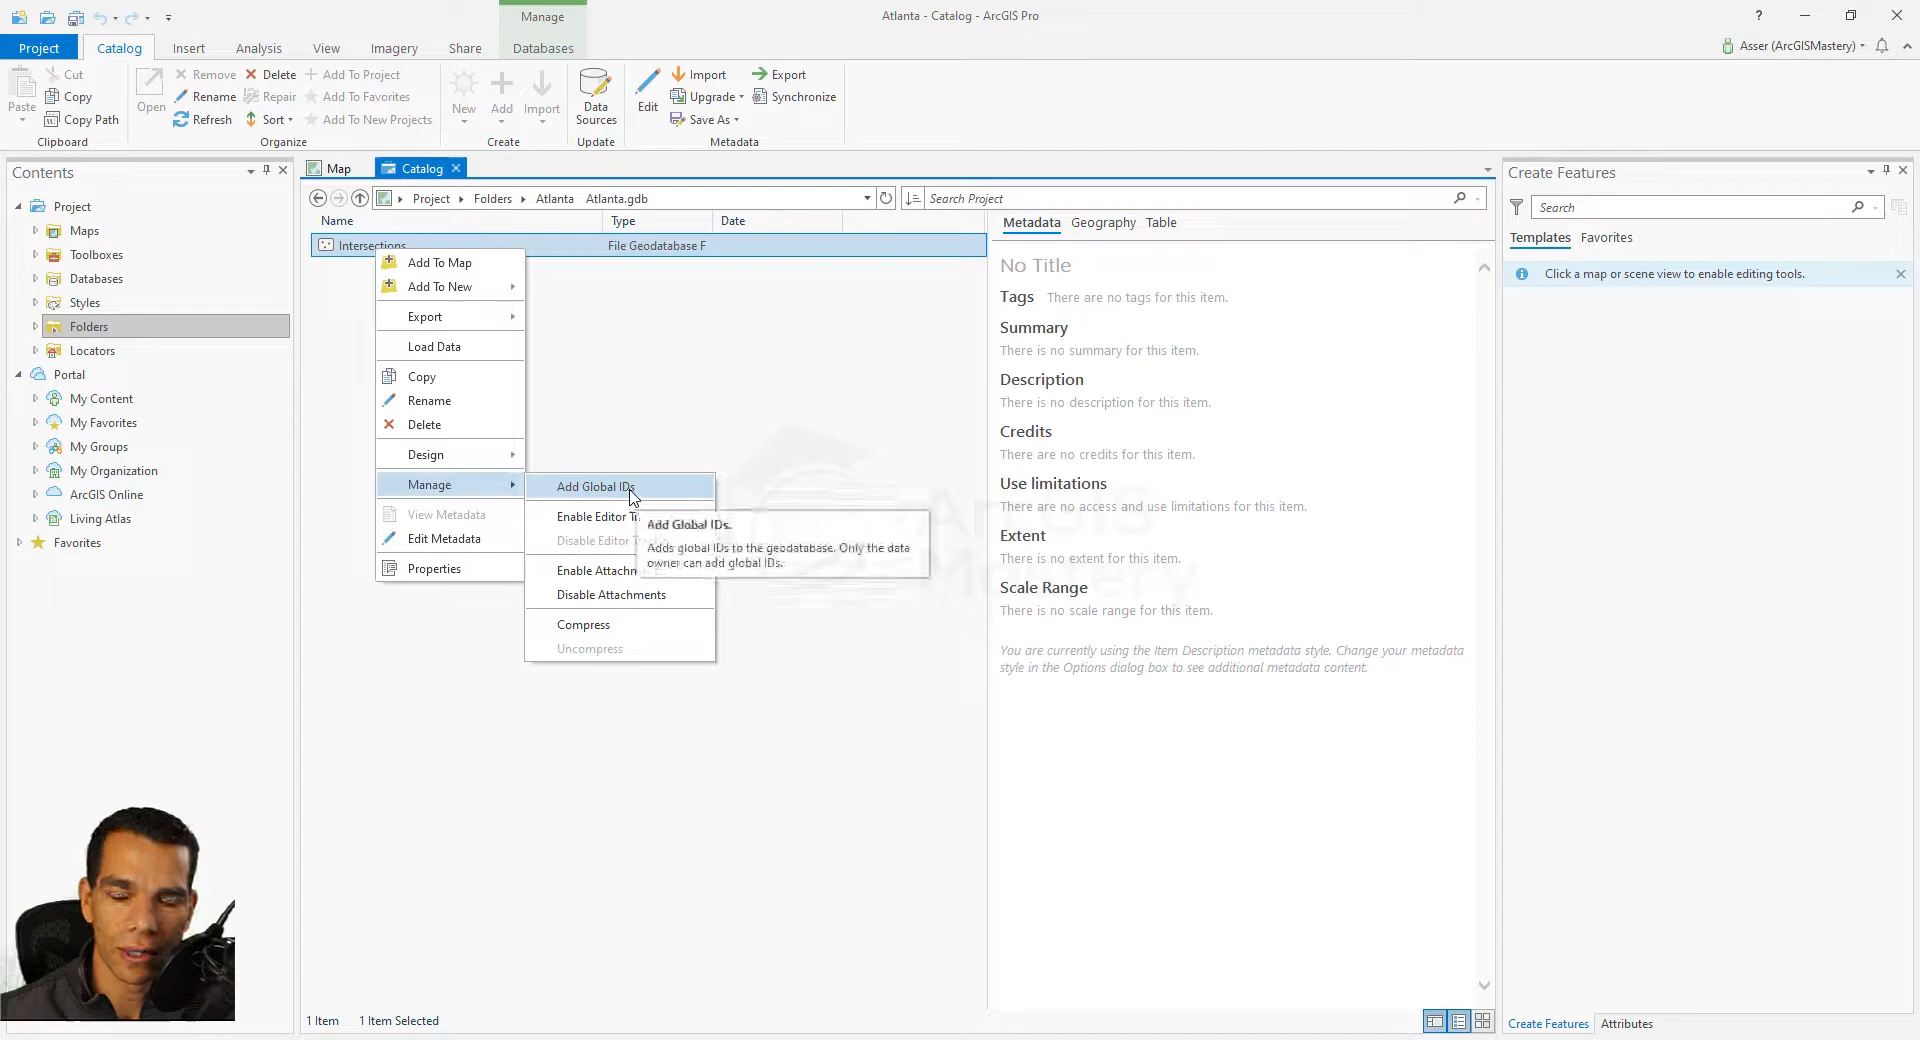 Manage
Atlanta - Catalog - ArcGIS Pro
?
Project
Catalog
Insert
Analysis
View
Imagery
Share
Databases
Asser (ArcGISMastery)
Paste
Cut
Copy
Copy Path
Clipboard
Open
Remove
Rename
Refresh
Delete
Repair
Sort
Add To Project
Add To Favorites
Add To New Projects
Organize
New
Add
Import
Create
Data
Sources
Update
Edit
Import
Upgrade
Save As
Export
Synchronize
Metadata
Contents
Project
Maps
Toolboxes
Databases
Styles
Folders
Locators
Portal
My Content
My Favorites
My Groups
My Organization
ArcGIS Online
Living Atlas
Favorites
Map
Catalog
Project
Folders
Atlanta
Atlanta.gdb
Search Project
Name
Type
Date
Intersections
File Geodatabase F
Add To Map
Add To New
Export
Load Data
Copy
Rename
Delete
Design
Manage
View Metadata
Edit Metadata
Properties
Add Global IDs
Enable Editor Tr
Disable Editor Tr
Enable Attachm
Disable Attachments
Compress
Uncompress
Add Global IDs.
Adds global IDs to the geodatabase. Only the data
owner can add global IDs.
ArcGIS
Mastery
1 Item
1 Item Selected
Metadata
Geography
Table
No Title
Tags There are no tags for this item.
Summary
There is no summary for this item.
Description
There is no description for this item.
Credits
There are no credits for this item.
Use limitations
There are no access and use limitations for this item.
Extent
There is no extent for this item.
Scale Range
There is no scale range for this item.
You are currently using the Item Description metadata style. Change your metadata
style in the Options dialog box to see additional metadata content.
Create Features
Search
Templates
Favorites
Click a map or scene view to enable editing tools.
Create Features
Attributes